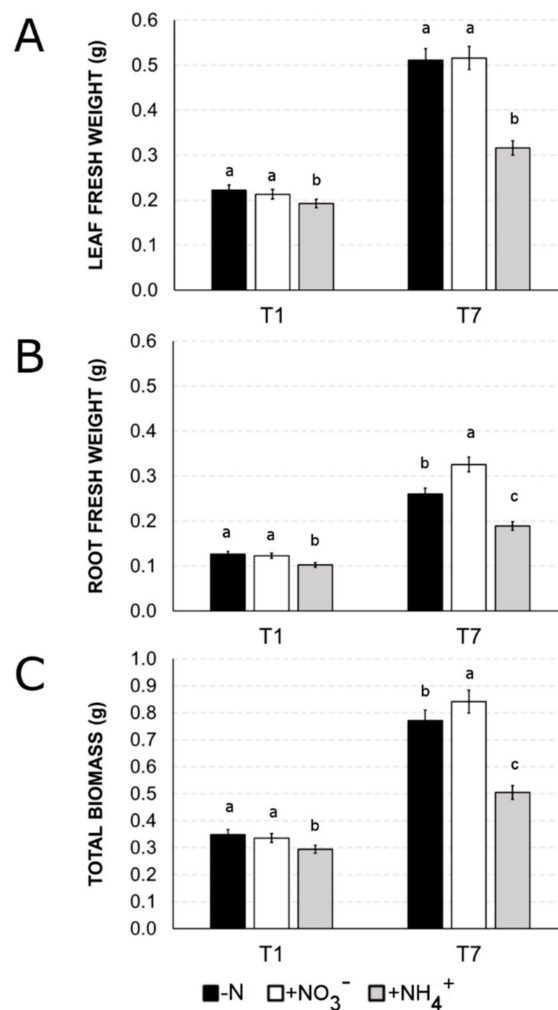 A
LEAF FRESH WEIGHT (g)
0.6
0.5
0.4
0.3
0.2
0.1
0.0
a a b
a a b
T1 T7
B
ROOT FRESH WEIGHT (g)
0.6
0.5
0.4
0.3
0.2
0.1
0.0
a a b
b a c
T1 T7
C
TOTAL BIOMASS (g)
1.0
0.9
0.8
0.7
0.6
0.5
0.4
0.3
0.2
0.1
0.0
a a b
b a c
T1 T7
-N +NO₃⁻ +NH₄⁺